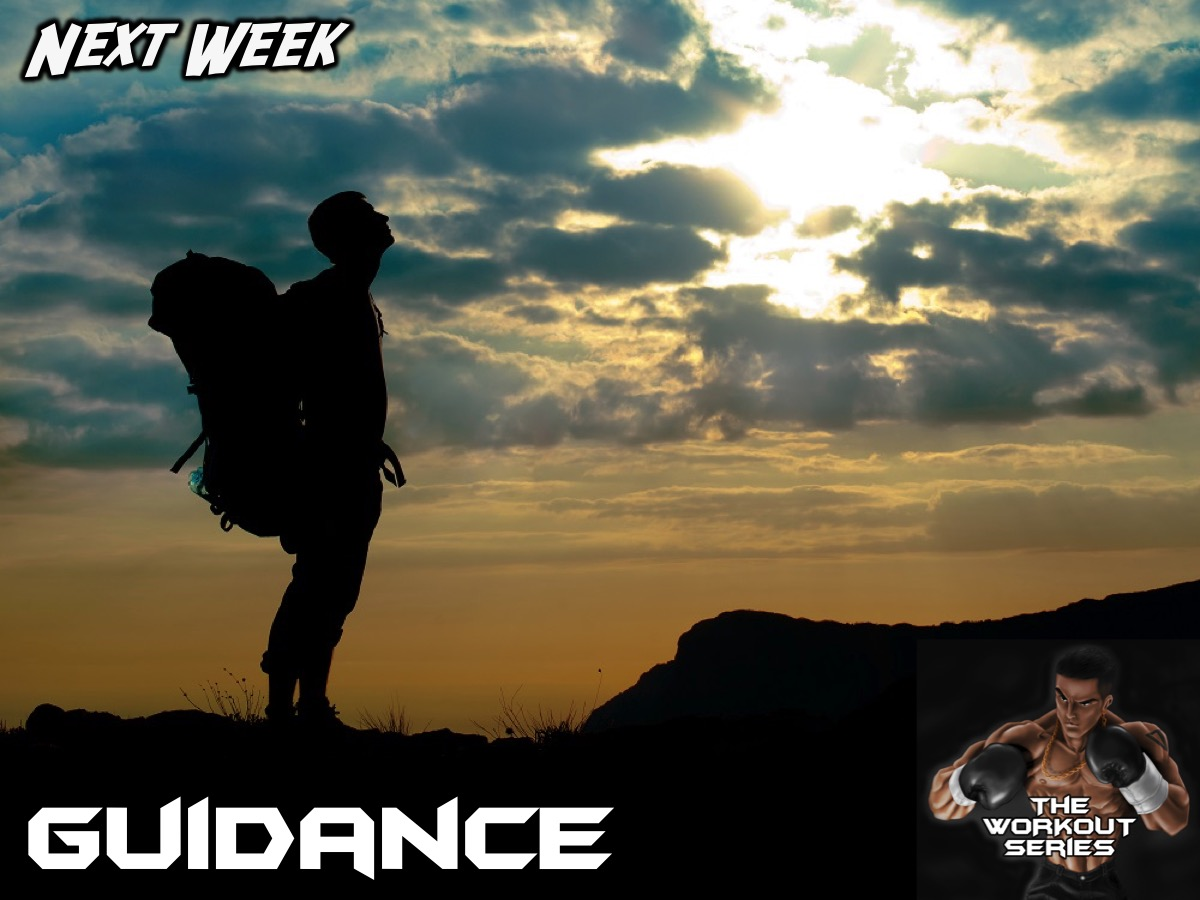 NEXT WEEK
GUIDANCE
THE
WORKOUT
SERIES